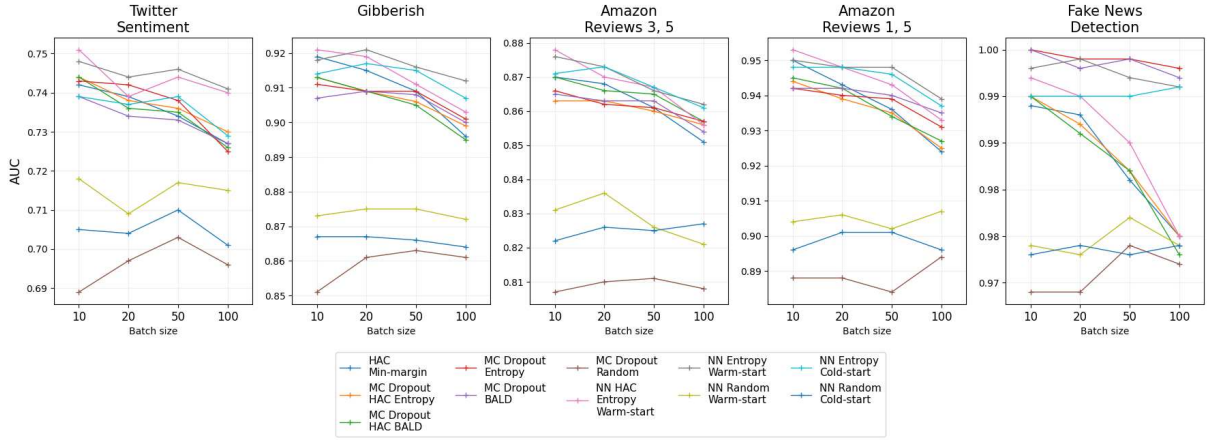 Twitter
Sentiment
Gibberish
Amazon
Reviews 3, 5
Amazon
Reviews 1, 5
Fake News
Detection
AUC
0.75
0.74
0.73
0.72
0.71
0.70
0.69
10 20 50 100
Batch size
0.92
0.91
0.90
0.89
0.88
0.87
0.86
0.85
10 20 50 100
Batch size
0.88
0.87
0.86
0.85
0.84
0.83
0.82
0.81
10 20 50 100
Batch size
0.95
0.94
0.93
0.92
0.91
0.90
0.89
10 20 50 100
Batch size
1.00
0.99
0.99
0.98
0.98
0.97
10 20 50 100
Batch size
HAC
Min-margin
MC Dropout
HAC Entropy
MC Dropout
HAC BALD
MC Dropout
Entropy
MC Dropout
BALD
MC Dropout
Random
NN HAC
Entropy
Warm-start
NN Entropy
Warm-start
NN Random
Warm-start
NN Entropy
Cold-start
NN Random
Cold-start